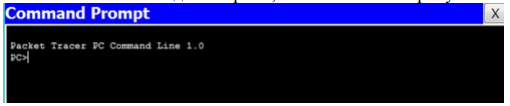 Command Prompt X
Packet Tracer PC Command Line 1.0
PC>